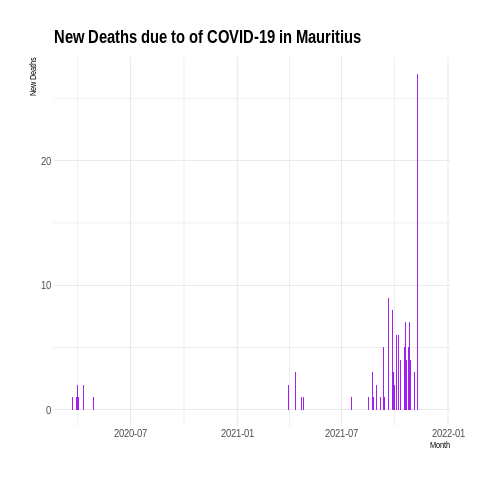 New Deaths due to of COVID-19 in Mauritius
New Deaths
20
10
0
2020-07
2021-01
2021-07
2022-01
Month